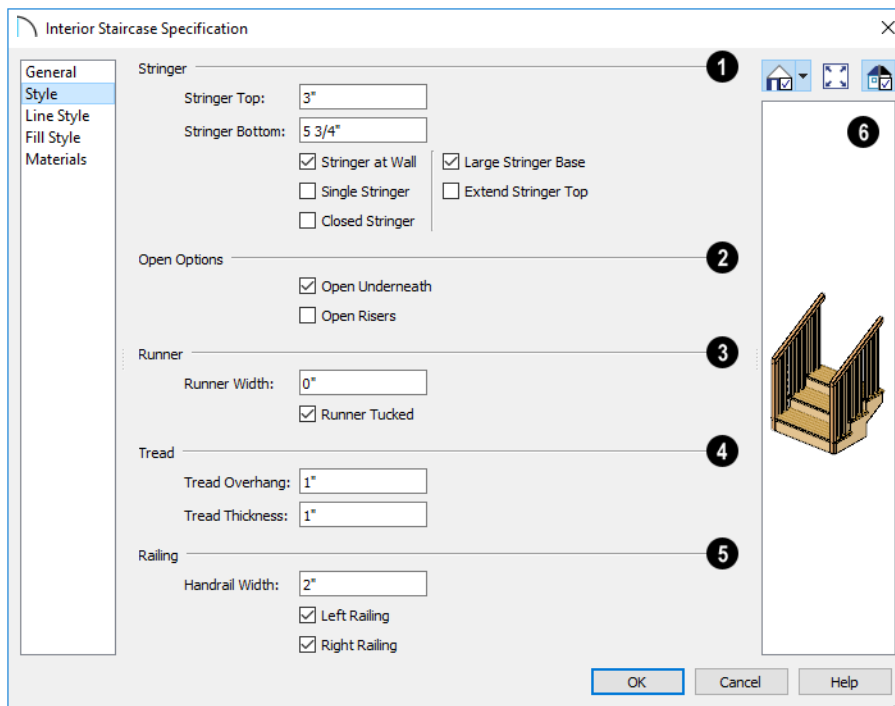 Interior Staircase Specification
General
Style
Line Style
Fill Style
Materials
Stringer
1
Stringer Top: 3"
Stringer Bottom: 5 3/4"
Stringer at Wall Large Stringer Base
Single Stringer Extend Stringer Top
Closed Stringer
Open Options
2
Open Underneath
Open Risers
Runner
3
Runner Width: 0"
Runner Tucked
Tread
4
Tread Overhang: 1"
Tread Thickness: 1"
Railing
5
Handrail Width: 2"
Left Railing
Right Railing
6
OK Cancel Help